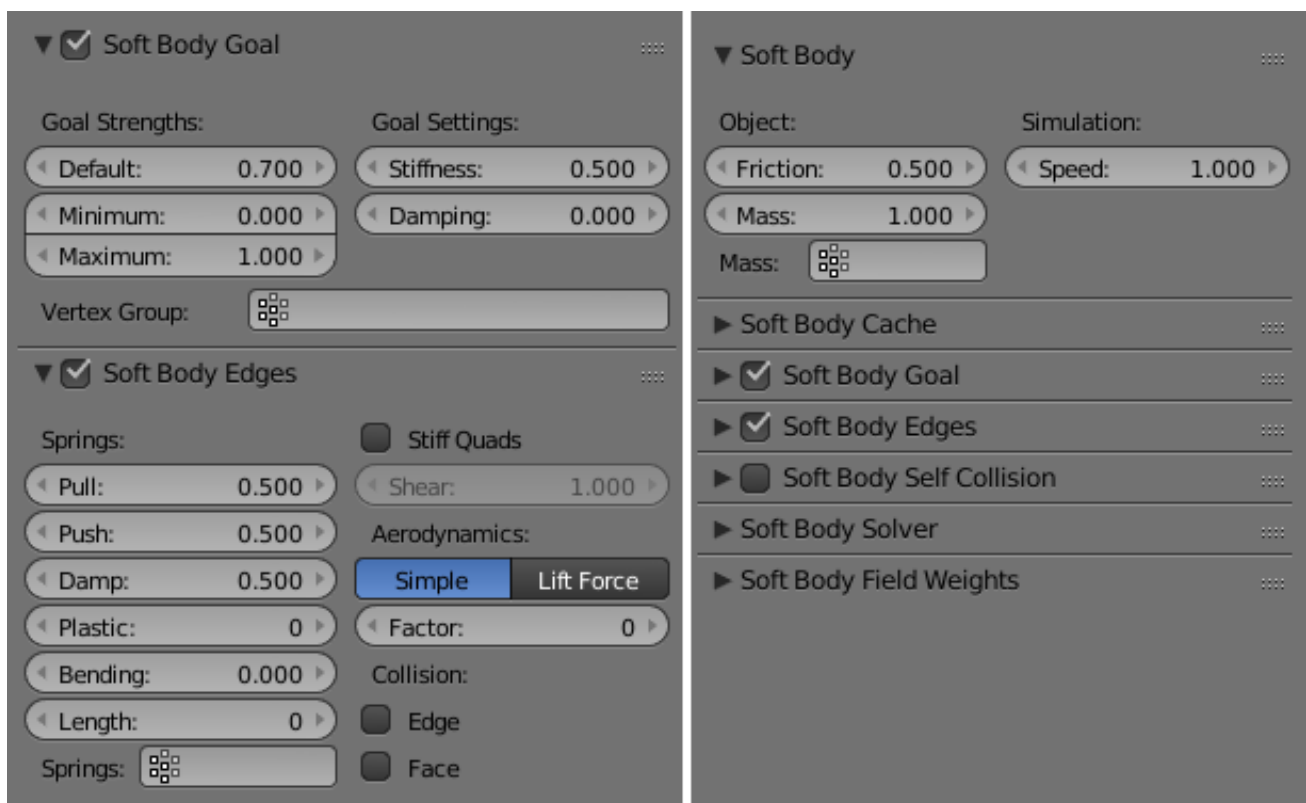 Soft Body Goal
Goal Strengths: Goal Settings:
Default: 0.700 Stiffness: 0.500
Minimum: 0.000 Damping: 0.000
Maximum: 1.000
Vertex Group:
Soft Body Edges
Springs: Stiff Quads
Pull: 0.500 Shear: 1.000
Push: 0.500 Aerodynamics:
Damp: 0.500 Simple Lift Force
Plastic: 0 Factor: 0
Bending: 0.000 Collision:
Length: 0 Edge
Springs: Face
Soft Body
Object: Simulation:
Friction: 0.500 Speed: 1.000
Mass: 1.000
Mass:
Soft Body Cache
Soft Body Goal
Soft Body Edges
Soft Body Self Collision
Soft Body Solver
Soft Body Field Weights